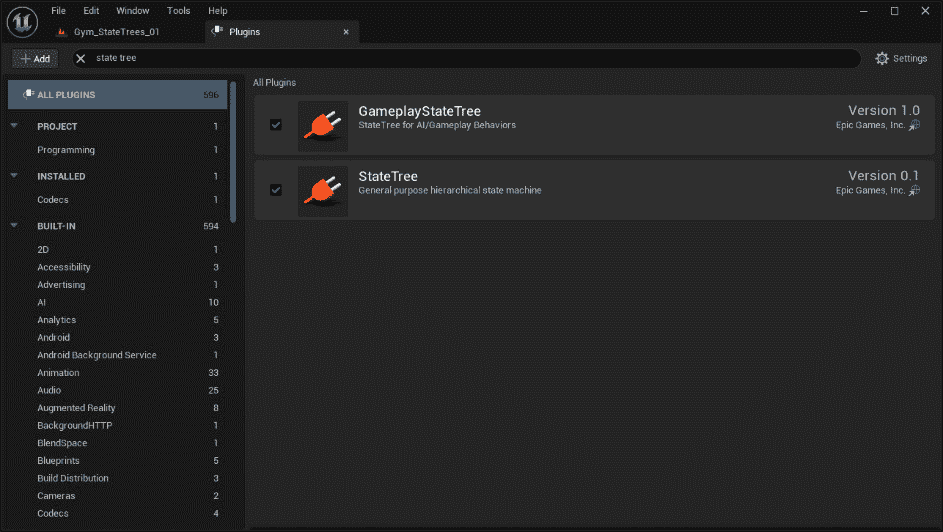 File Edit Window Tools Help
Gym_StateTrees_01 Plugins
Add state tree Settings
ALL PLUGINS 596
PROJECT 1
Programming 1
INSTALLED 1
Codecs 1
BUILT-IN 594
2D 1
Accessibility 3
Advertising 1
AI 10
Analytics 5
Android 3
Android Background Service 1
Animation 33
Audio 25
Augmented Reality 8
BackgroundHTTP 1
BlendSpace 1
Blueprints 5
Build Distribution 3
Cameras 2
Codecs 4
All Plugins
GameplayStateTree Version 1.0
StateTree for AI/Gameplay Behaviors Epic Games, Inc.
StateTree Version 0.1
General purpose hierarchical state machine Epic Games, Inc.